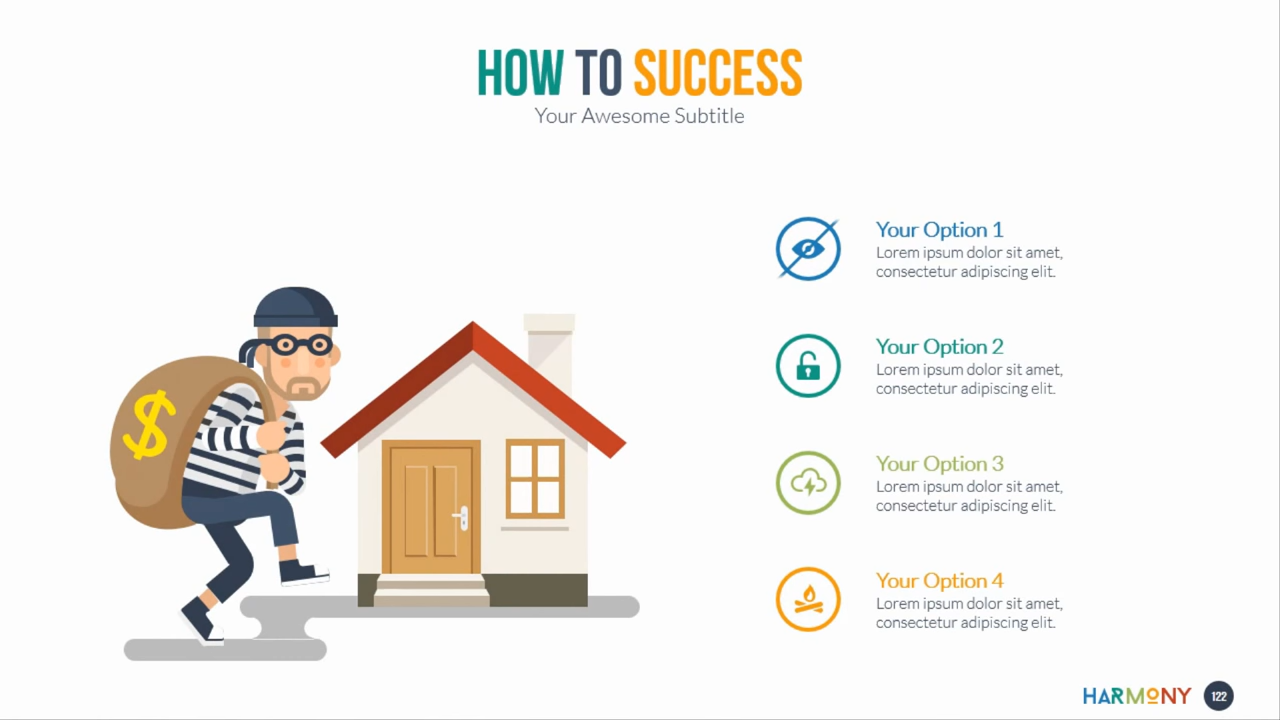 HOW TO SUCCESS
Your Awesome Subtitle
$
Your Option 1
Lorem ipsum dolor sit amet,
consectetur adipiscing elit.
Your Option 2
Lorem ipsum dolor sit amet,
consectetur adipiscing elit.
Your Option 3
Lorem ipsum dolor sit amet,
consectetur adipiscing elit.
Your Option 4
Lorem ipsum dolor sit amet,
consectetur adipiscing elit.
HARMONY 122